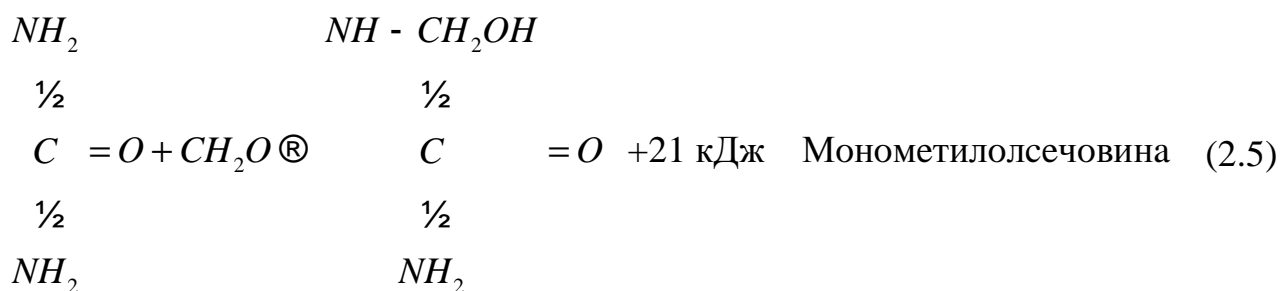 NH₂ NH - CH₂OH
½ ½
C = O + CH₂O ® C = O +21 кДж Монометилолсечовина (2.5)
½ ½
NH₂ NH₂